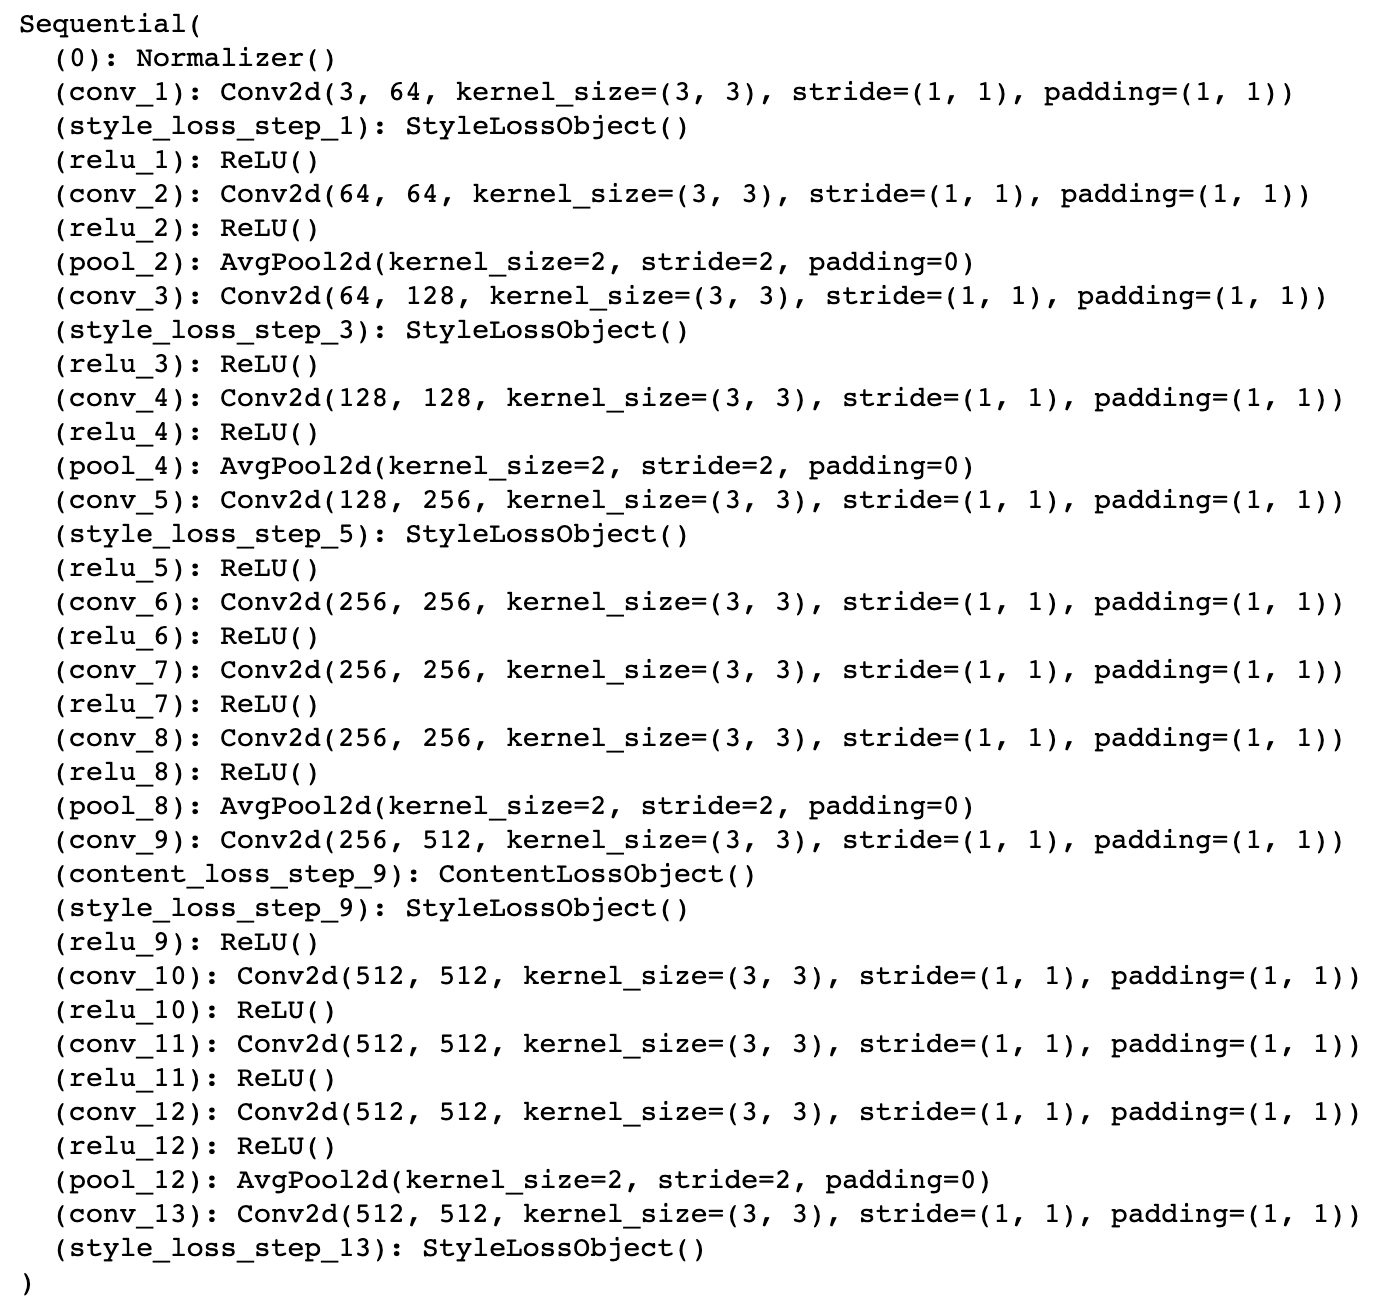 Sequential(
  (0): Normalizer()
  (conv_1): Conv2d(3, 64, kernel_size=(3, 3), stride=(1, 1), padding=(1, 1))
  (style_loss_step_1): StyleLossObject()
  (relu_1): ReLU()
  (conv_2): Conv2d(64, 64, kernel_size=(3, 3), stride=(1, 1), padding=(1, 1))
  (relu_2): ReLU()
  (pool_2): AvgPool2d(kernel_size=2, stride=2, padding=0)
  (conv_3): Conv2d(64, 128, kernel_size=(3, 3), stride=(1, 1), padding=(1, 1))
  (style_loss_step_3): StyleLossObject()
  (relu_3): ReLU()
  (conv_4): Conv2d(128, 128, kernel_size=(3, 3), stride=(1, 1), padding=(1, 1))
  (relu_4): ReLU()
  (pool_4): AvgPool2d(kernel_size=2, stride=2, padding=0)
  (conv_5): Conv2d(128, 256, kernel_size=(3, 3), stride=(1, 1), padding=(1, 1))
  (style_loss_step_5): StyleLossObject()
  (relu_5): ReLU()
  (conv_6): Conv2d(256, 256, kernel_size=(3, 3), stride=(1, 1), padding=(1, 1))
  (relu_6): ReLU()
  (conv_7): Conv2d(256, 256, kernel_size=(3, 3), stride=(1, 1), padding=(1, 1))
  (relu_7): ReLU()
  (conv_8): Conv2d(256, 256, kernel_size=(3, 3), stride=(1, 1), padding=(1, 1))
  (relu_8): ReLU()
  (pool_8): AvgPool2d(kernel_size=2, stride=2, padding=0)
  (conv_9): Conv2d(256, 512, kernel_size=(3, 3), stride=(1, 1), padding=(1, 1))
  (content_loss_step_9): ContentLossObject()
  (style_loss_step_9): StyleLossObject()
  (relu_9): ReLU()
  (conv_10): Conv2d(512, 512, kernel_size=(3, 3), stride=(1, 1), padding=(1, 1))
  (relu_10): ReLU()
  (conv_11): Conv2d(512, 512, kernel_size=(3, 3), stride=(1, 1), padding=(1, 1))
  (relu_11): ReLU()
  (conv_12): Conv2d(512, 512, kernel_size=(3, 3), stride=(1, 1), padding=(1, 1))
  (relu_12): ReLU()
  (pool_12): AvgPool2d(kernel_size=2, stride=2, padding=0)
  (conv_13): Conv2d(512, 512, kernel_size=(3, 3), stride=(1, 1), padding=(1, 1))
  (style_loss_step_13): StyleLossObject()
)